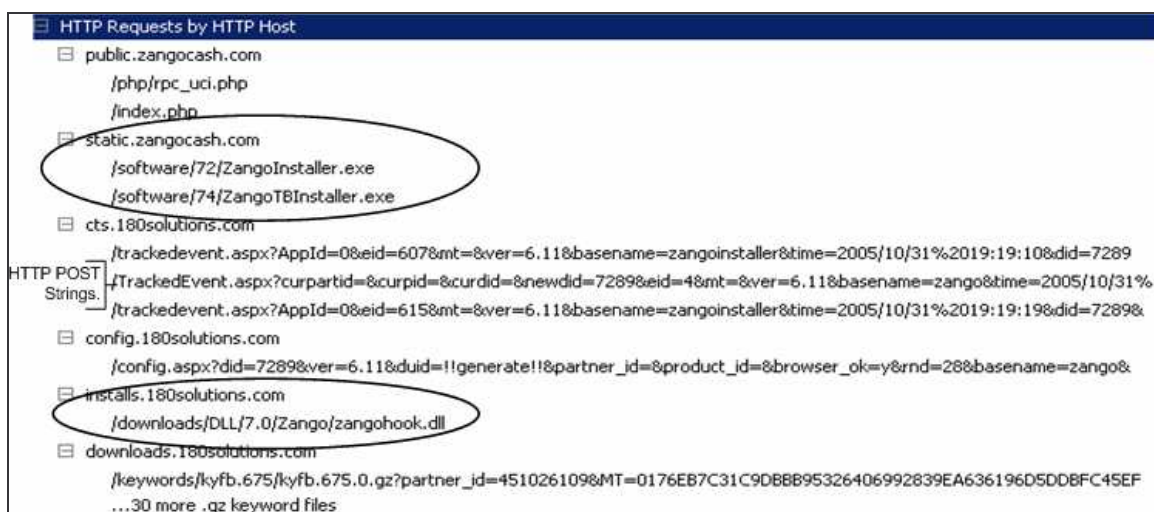 HTTP Requests by HTTP Host
public.zangocash.com
/php/rpc_uci.php
/index.php
static.zangocash.com
/software/72/ZangoInstaller.exe
/software/74/ZangoTBInstaller.exe
cts.180solutions.com
/trackedevent.aspx?AppId=0&eid=607&mt=&ver=6.11&basename=zangoinstaller&time=2005/10/31%2019:19:10&did=7289
HTTP POST Strings.
/TrackedEvent.aspx?curpartid=&curpid=&curdid=&newdid=7289&eid=4&mt=&ver=6.11&basename=zango&time=2005/10/31%
/trackedevent.aspx?AppId=0&eid=615&mt=&ver=6.11&basename=zangoinstaller&time=2005/10/31%2019:19:19&did=7289&
config.180solutions.com
/config.aspx?did=7289&ver=6.11&duid=!!generate!!&partner_id=&product_id=&browser_ok=y&rnd=28&basename=zango&
installs.180solutions.com
/downloads/DLL/7.0/Zango/zangohook.dll
downloads.180solutions.com
/keywords/kyfb.675/kyfb.675.0.gz?partner_id=451026109&MT=0176EB7C31C9DBBB95326406992839EA636196D5DDBFC45EF
...30 more .gz keyword files